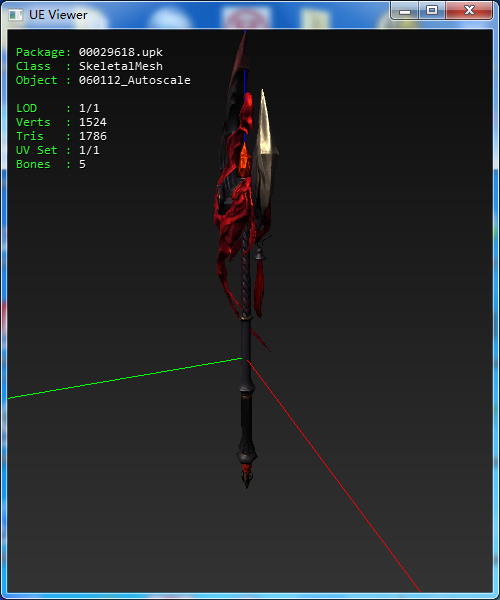 UE Viewer
Package: 00029618.upk
Class  : SkeletalMesh
Object : 060112_Autoscale
LOD    : 1/1
Verts  : 1524
Tris   : 1786
UV Set : 1/1
Bones  : 5